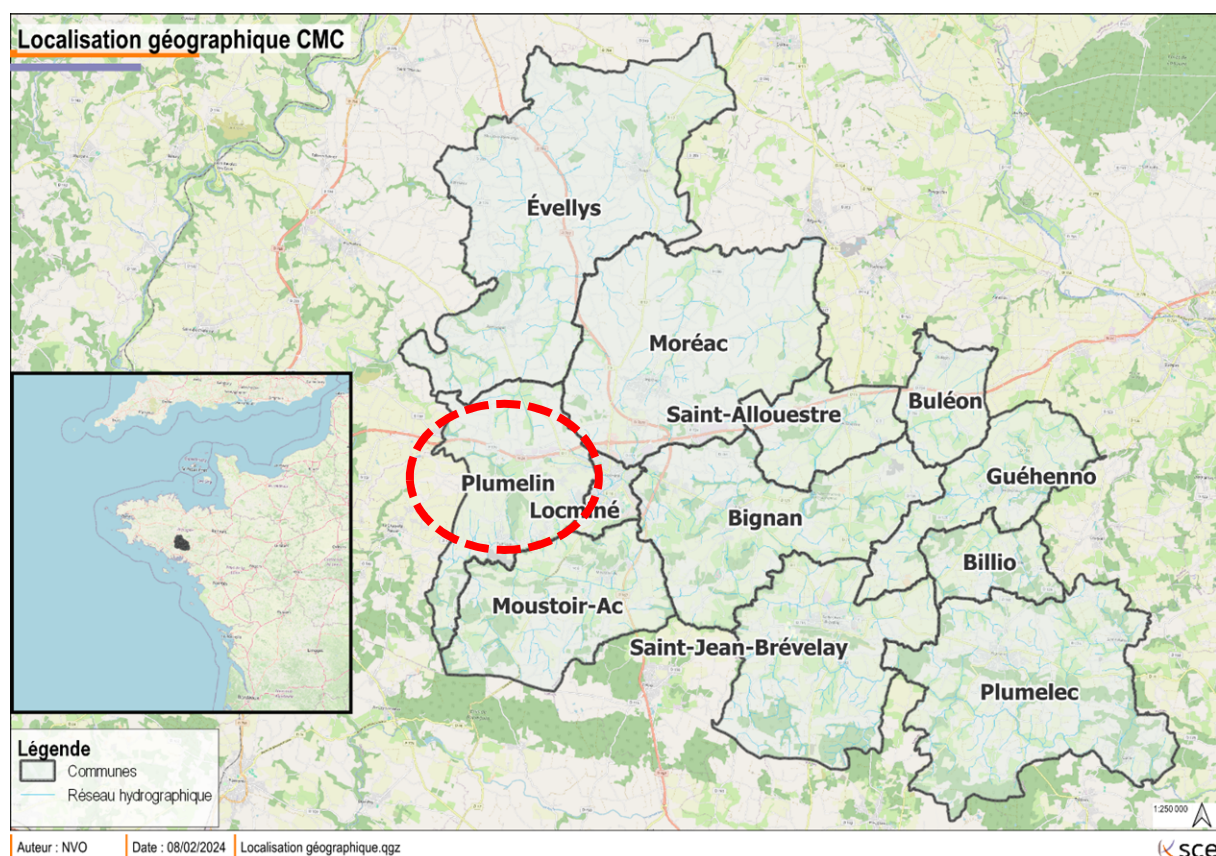 Localisation géographique CMC
Évellys
Moréac
Saint-Allouestre
Buléon
Guéhenno
Plumelin
Locminé
Bignan
Billio
Moustoir-Ac
Saint-Jean-Brévelay
Plumelec
Légende
Communes
Réseau hydrographique
1:250 000
Auteur : NVO
Date : 08/02/2024
Localisation géographique.qgz
sce